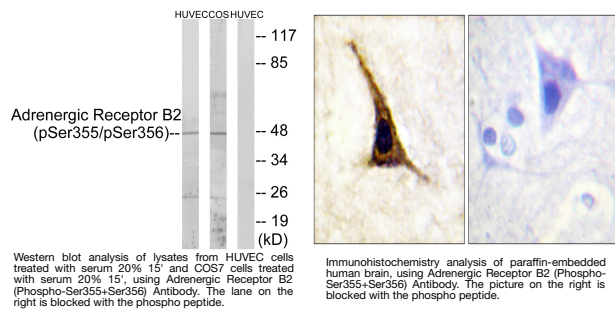 HUVECCOSHUVEC
-- 117
-- 85
Adrenergic Receptor B2
(pSer355/pSer356)--
-- 48
-- 34
-- 26
-- 19
(kD)
Western blot analysis of lysates from HUVEC cells
treated with serum 20% 15' and COS7 cells treated
with serum 20% 15', using Adrenergic Receptor B2
(Phospho-Ser355+Ser356) Antibody. The lane on the
right is blocked with the phospho peptide.
Immunohistochemistry analysis of paraffin-embedded
human brain, using Adrenergic Receptor B2 (Phospho-
Ser355+Ser356) Antibody. The picture on the right is
blocked with the phospho peptide.